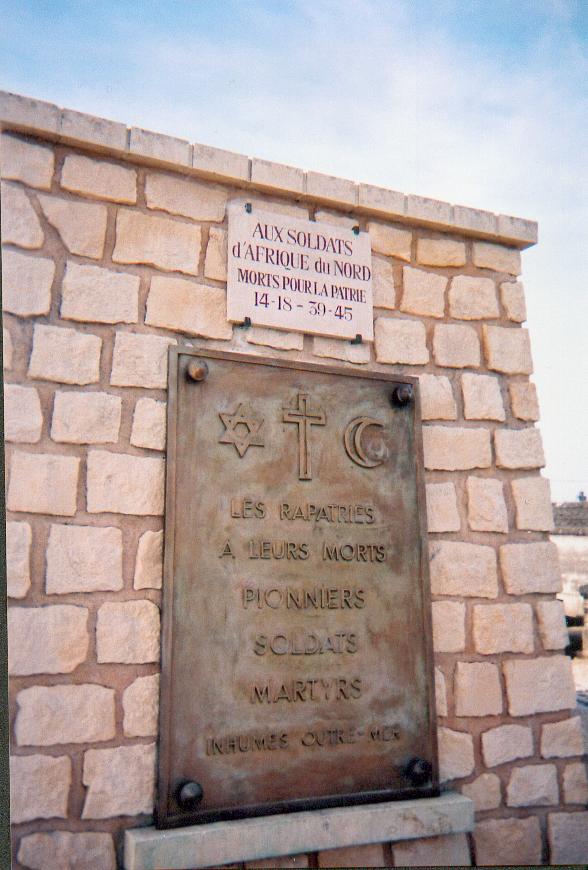 AUX SOLDATS
d'AFRIQUE du NORD
MORTS POUR LA PATRIE
14-18 - 39-45
LES RAPATRIES
A LEURS MORTS
PIONNIERS
SOLDATS
MARTYRS
INHUMES OUTRE-MER